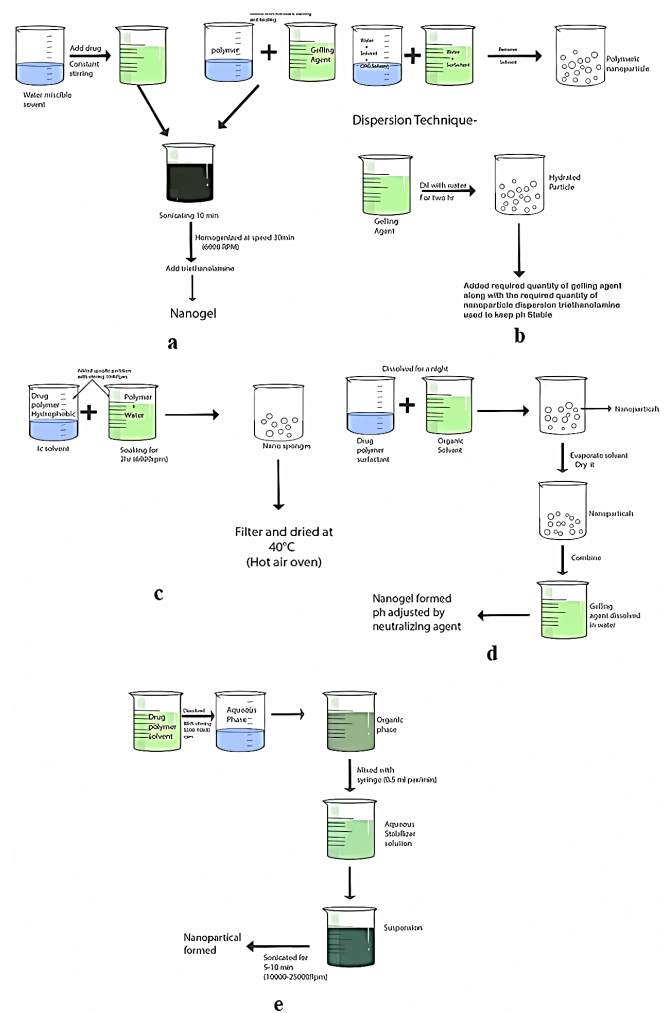 and heating
Add drug
Constant
stirring
Water miscible
solvent
polymer
Gelling
Agent
Water
+
Solvent
+
Water
+
Surfactant
Remove
Solvent
Polymeric
nanoparticle
Dispersion Technique-
Sonicating 10 min
Homogenized at speed 30min
(6000 RPM)
Add triethanolamine
Nanogel
a
Gelling
Agent
Dil with water
For two hr
Hydrated
Particle
Added required quantity of gelling agent
along with the required quantity of
nanoparticle dispersion triethanolamine
used to keep ph Stable
b
Drug
polymer
Hydrophobic
Ic solvent
Polymer
+
Water
Soaking for
2hr (6000rpm)
Nano sponges
Filter and dried at
40°C
(Hot air oven)
c
Dissolved for a night
Drug
polymer
surfactant
Organic
Solvent
Nanoparticals
Evaporate solvent
Dry it
Nanoparticals
Combine
Gelling
agent dissolved
in water
Nanogel formed
ph adjusted by
neutralizing agent
d
Drug
polymer
solvent
Dissolved
rpm
Aqueous
Phase
Organic
phase
Mixed with
syringe (0.5 ml per/min)
Aqueous
Stabilizer
solution
Suspension
Sonicated for
5-10 min
(10000-25000Rpm)
Nanopartical
formed
e